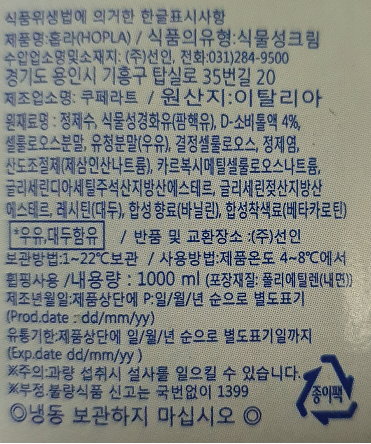 식품위생법에 의거한 한글표시사항
제품명:홉라(HOPLA) / 식품의유형:식물성크림
수입업소명및소재지: (주)선인, 전화:031)284-9500
경기도 용인시 기흥구 탑실로 35번길 20
제조업소명: 쿠페라트 / 원산지:이탈리아
원재료명 : 정제수, 식물성경화유(팜핵유), D-소비톨액 4%,
셀룰로오스분말, 유청분말(우유), 결정셀룰로오스, 정제염,
산도조절제(제삼인산나트륨), 카르복시메틸셀룰로오스나트륨,
글리세린디아세틸주석산지방산에스테르, 글리세린젖산지방산
에스테르, 레시틴(대두), 합성향료(바닐린), 합성착색료(베타카로틴)
*우유,대두함유 / 반품 및 교환장소 :(주)선인
보관방법:1~22℃보관 / 사용방법:제품온도 4~8℃에서
휘핑사용 /내용량 : 1000 ml (포장재질: 폴리에틸렌(내면))
제조년월일:제품상단에 P:일/월/년 순으로 별도표기
(Prod.date : dd/mm/yy)
유통기한:제품상단에 일/월/년 순으로 별도표기일까지
(Exp.date dd/mm/yy )
※주의:과량 섭취시 설사를 일으킬 수 있습니다.
※부정.불량식품 신고는 국번없이 1399
◎냉동 보관하지 마십시오 ◎
종이팩